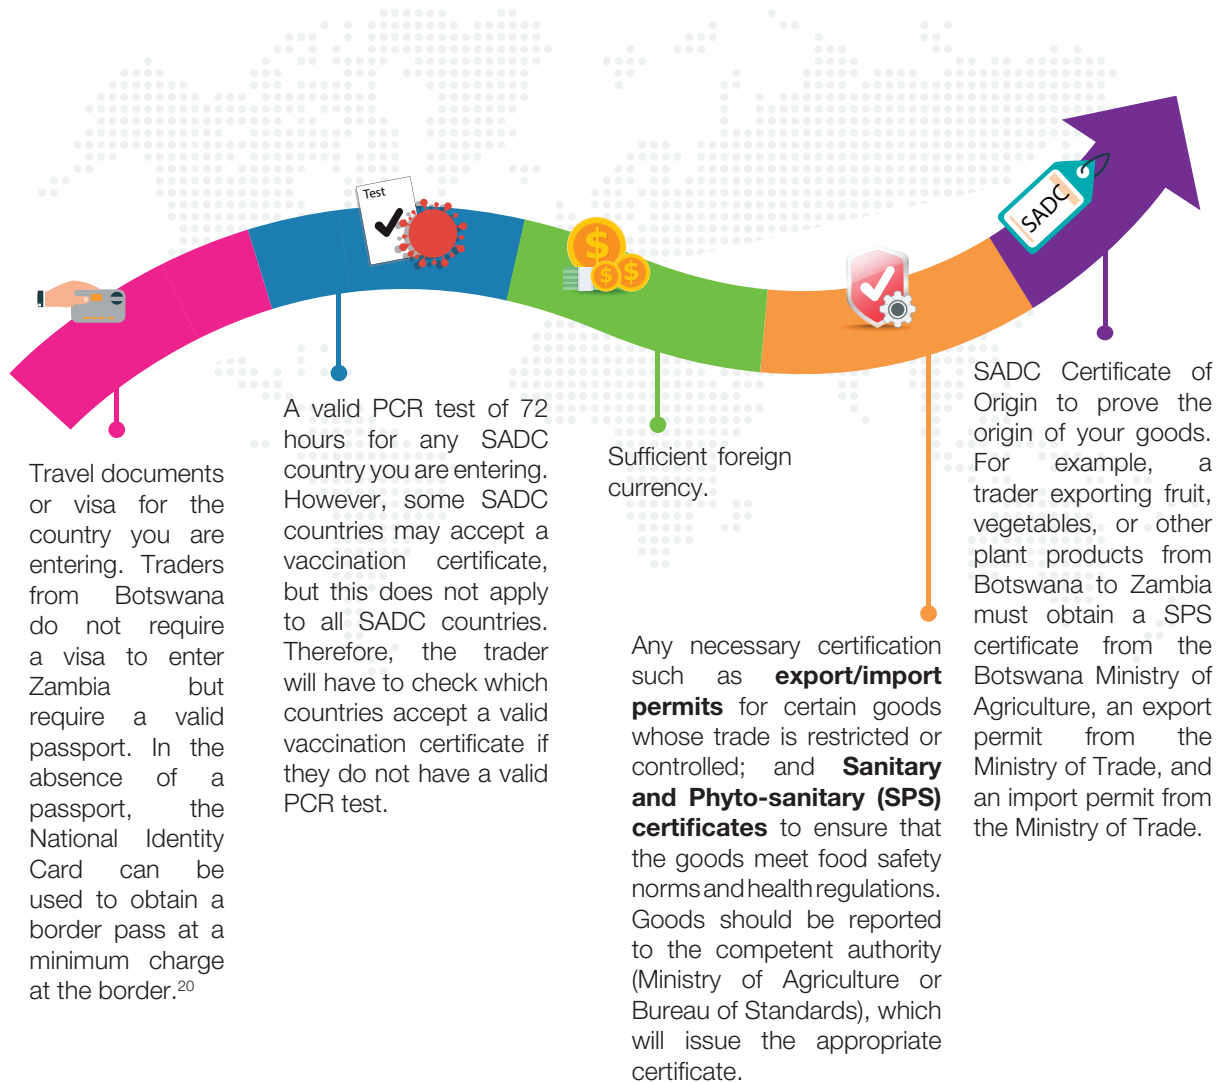 Test
SADC
Travel documents
or visa for the
country you are
entering. Traders
from Botswana
do not require
a visa to enter
Zambia but
require a valid
passport. In the
absence of a
passport, the
National Identity
Card can be
used to obtain a
border pass at a
minimum charge
at the border.20
A valid PCR test of 72
hours for any SADC
country you are entering.
However, some SADC
countries may accept a
vaccination certificate,
but this does not apply
to all SADC countries.
Therefore, the trader
will have to check which
countries accept a valid
vaccination certificate if
they do not have a valid
PCR test.
Sufficient foreign
currency.
Any necessary certification
such as export/import
permits for certain goods
whose trade is restricted or
controlled; and Sanitary
and Phyto-sanitary (SPS)
certificates to ensure that
the goods meet food safety
norms and health regulations.
Goods should be reported
to the competent authority
(Ministry of Agriculture or
Bureau of Standards), which
will issue the appropriate
certificate.
SADC Certificate of
Origin to prove the
origin of your goods.
For example, a
trader exporting fruit,
vegetables, or other
plant products from
Botswana to Zambia
must obtain a SPS
certificate from the
Botswana Ministry of
Agriculture, an export
permit from the
Ministry of Trade, and
an import permit from
the Ministry of Trade.